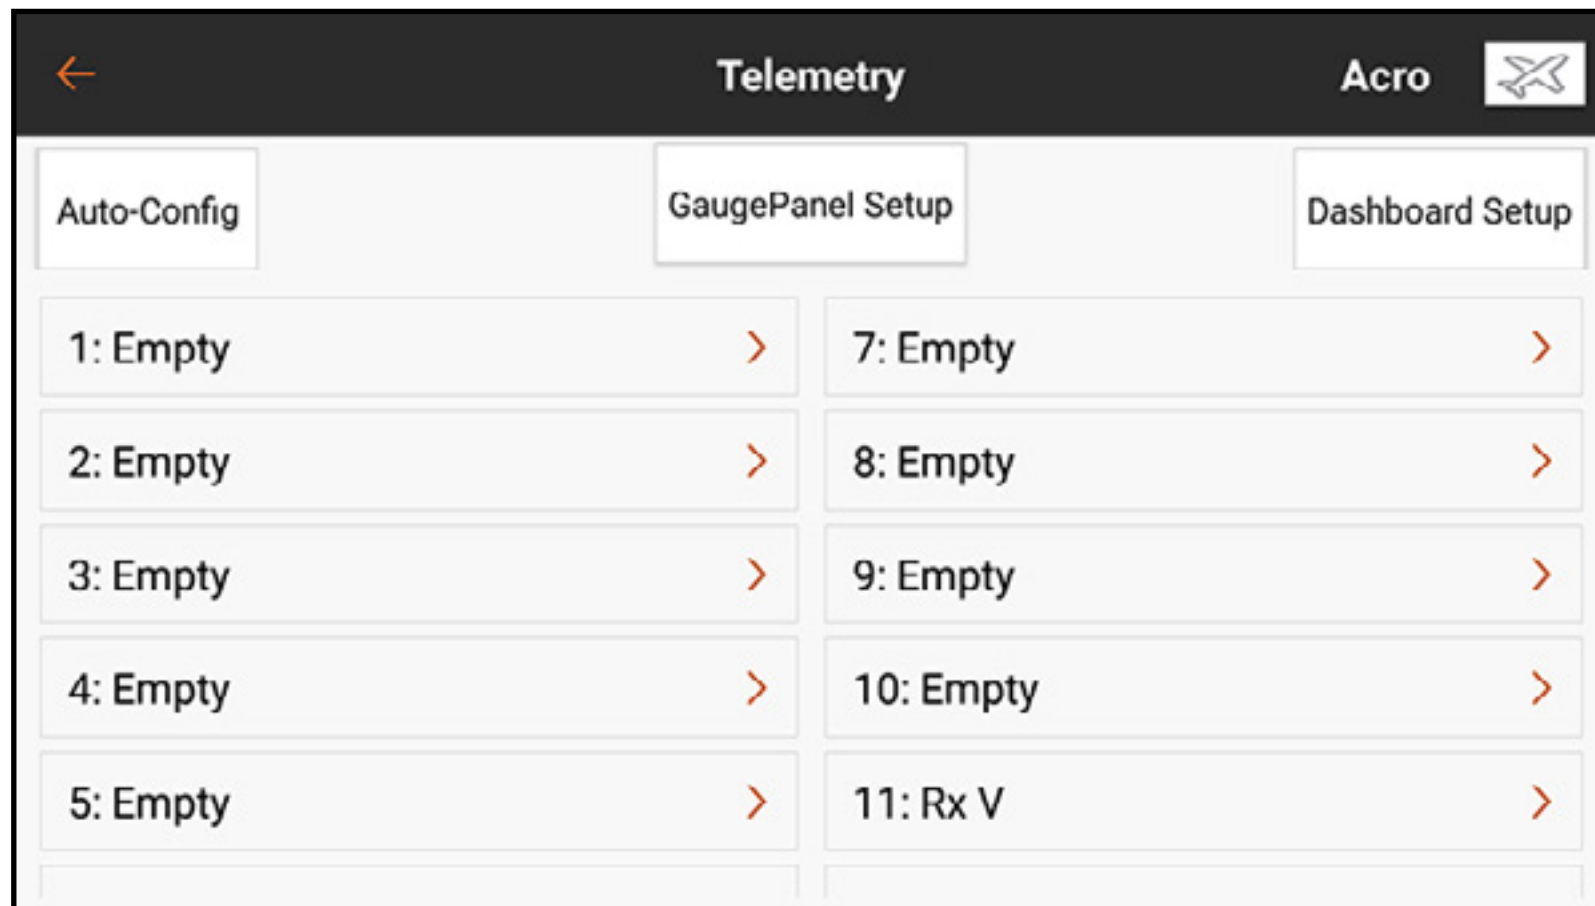 Telemetry
Acro
Auto-Config
GaugePanel Setup
Dashboard Setup
1: Empty
7: Empty
2: Empty
8: Empty
3: Empty
9: Empty
4: Empty
10: Empty
5: Empty
11: Rx V